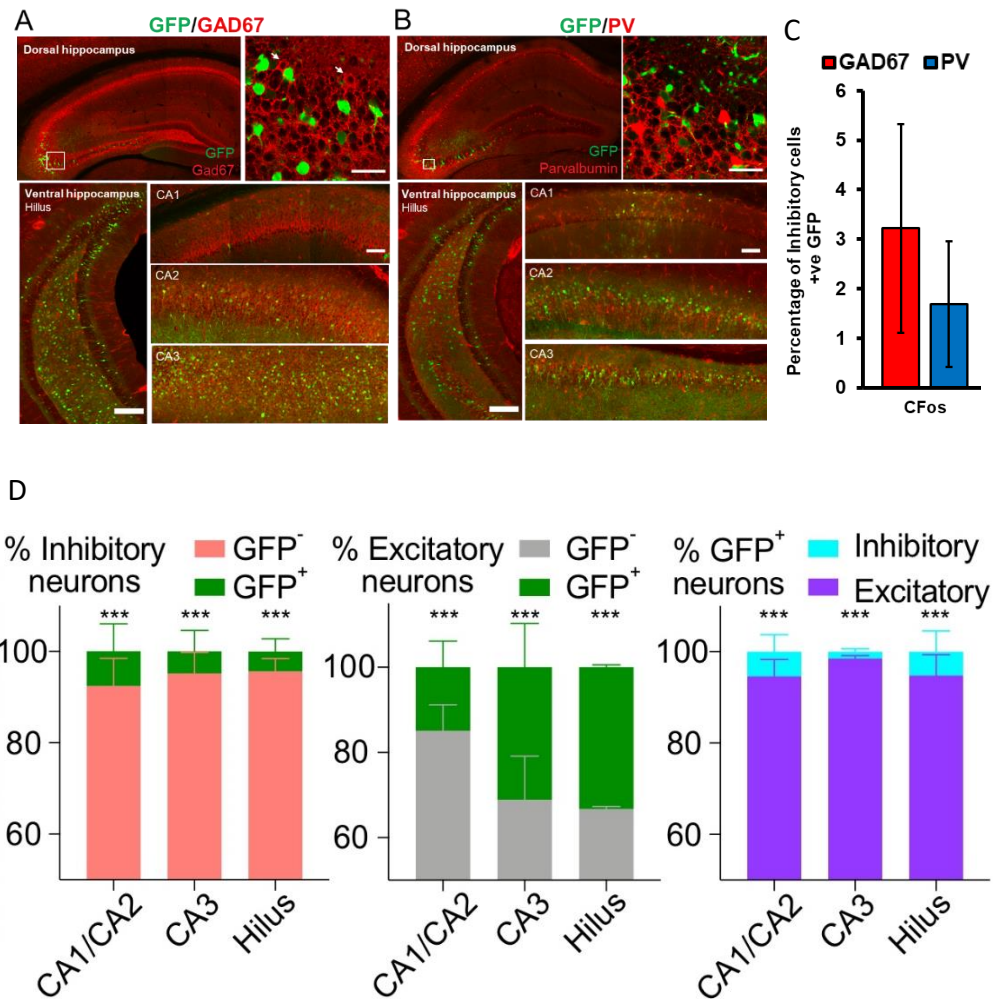 A
GFP/GAD67
Dorsal hippocampus
GFP
Gad67
Ventral hippocampus
Hillus
CA1
CA2
CA3
B
GFP/PV
Dorsal hippocampus
GFP
Parvalbumin
Ventral hippocampus
Hillus
CA1
CA2
CA3
C
GAD67 PV
Percentage of Inhibitory cells
+ve GFP
6
5
4
3
2
1
0
CFos
D
% Inhibitory
neurons
GFP-
GFP+
*** *** ***
100
80
60
CA1/CA2 CA3 Hilus
% Excitatory
neurons
GFP-
GFP+
*** *** ***
100
80
60
CA1/CA2 CA3 Hilus
% GFP+
neurons
Inhibitory
Excitatory
*** *** ***
100
80
60
CA1/CA2 CA3 Hilus